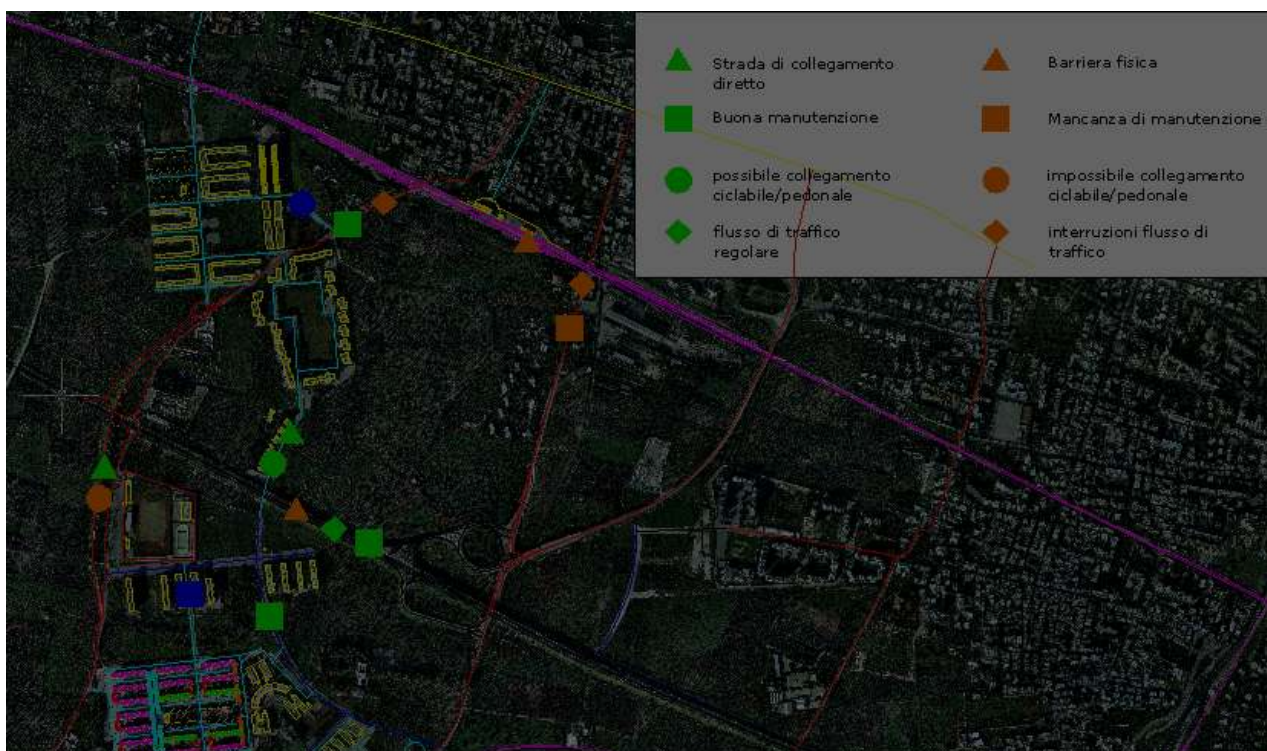 Strada di collegamento
diretto
Buona manutenzione
possibile collegamento
ciclabile/pedonale
flusso di traffico
regolare
Barriera fisica
Mancanza di manutenzione
impossibile collegamento
ciclabile/pedonale
interruzioni flusso di
traffico